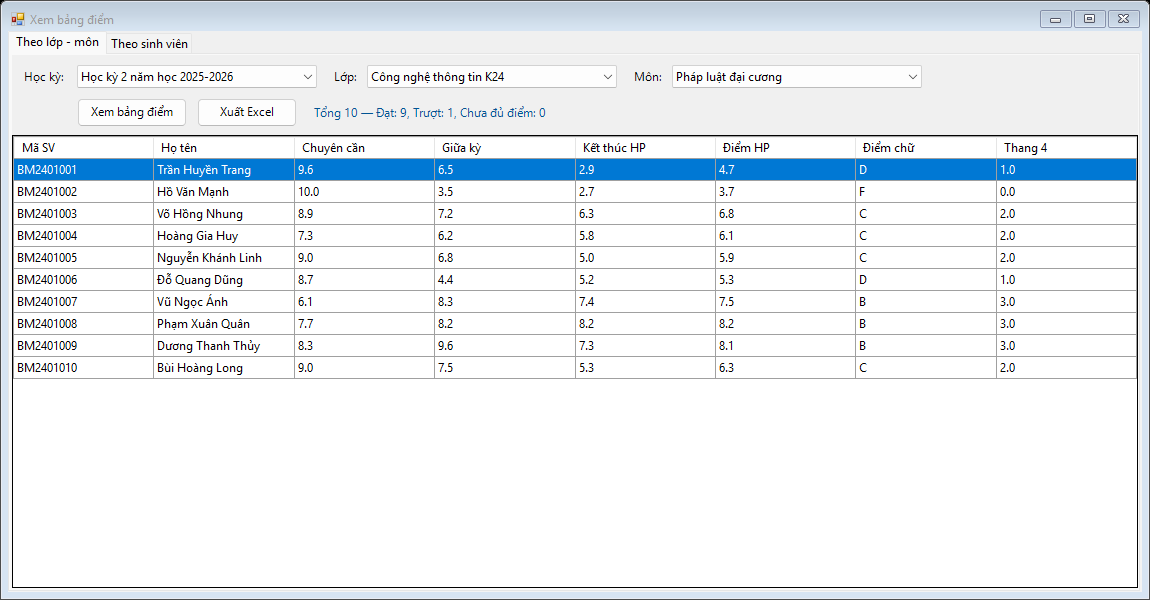 Xem bảng điểm
Theo lớp - môn Theo sinh viên
Học kỳ: Học kỳ 2 năm học 2025-2026 Lớp: Công nghệ thông tin K24 Môn: Pháp luật đại cương
Xem bảng điểm Xuất Excel Tổng 10 — Đạt: 9, Trượt: 1, Chưa đủ điểm: 0
Mã SV Họ tên Chuyên cần Giữa kỳ Kết thúc HP Điểm HP Điểm chữ Thang 4
BM2401001 Trần Huyền Trang 9.6 6.5 2.9 4.7 D 1.0
BM2401002 Hồ Văn Mạnh 10.0 3.5 2.7 3.7 F 0.0
BM2401003 Võ Hồng Nhung 8.9 7.2 6.3 6.8 C 2.0
BM2401004 Hoàng Gia Huy 7.3 6.2 5.8 6.1 C 2.0
BM2401005 Nguyễn Khánh Linh 9.0 6.8 5.0 5.9 C 2.0
BM2401006 Đỗ Quang Dũng 8.7 4.4 5.2 5.3 D 1.0
BM2401007 Vũ Ngọc Ánh 6.1 8.3 7.4 7.5 B 3.0
BM2401008 Phạm Xuân Quân 7.7 8.2 8.2 8.2 B 3.0
BM2401009 Dương Thanh Thủy 8.3 9.6 7.3 8.1 B 3.0
BM2401010 Bùi Hoàng Long 9.0 7.5 5.3 6.3 C 2.0